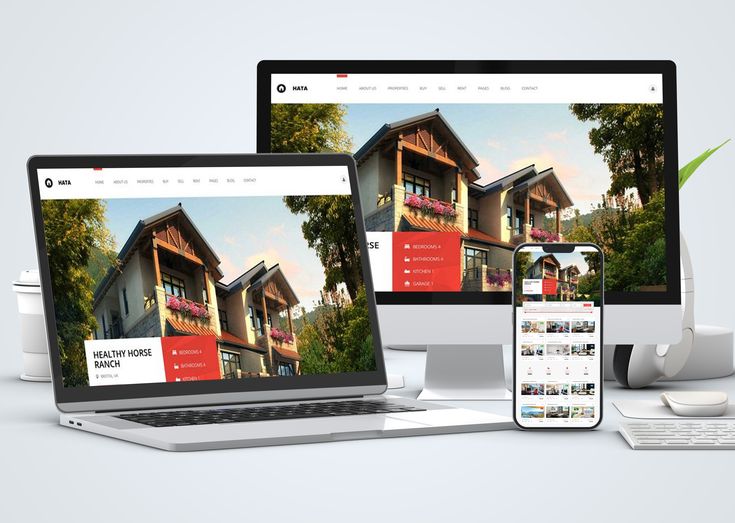 HATA
HOME ABOUT US PROPERTIES BUY SELL RENT PAGES BLOG CONTACT
RSE
BEDROOMS 4
BATHROOMS 4
KITCHEN 1
GARAGE 1
HATA
HOME ABOUT US PROPERTIES BUY SELL RENT PAGES BLOG CONTACT
HEALTHY HORSE
RANCH
BEDROOMS 4
BATHROOMS 4
KITCHEN 1